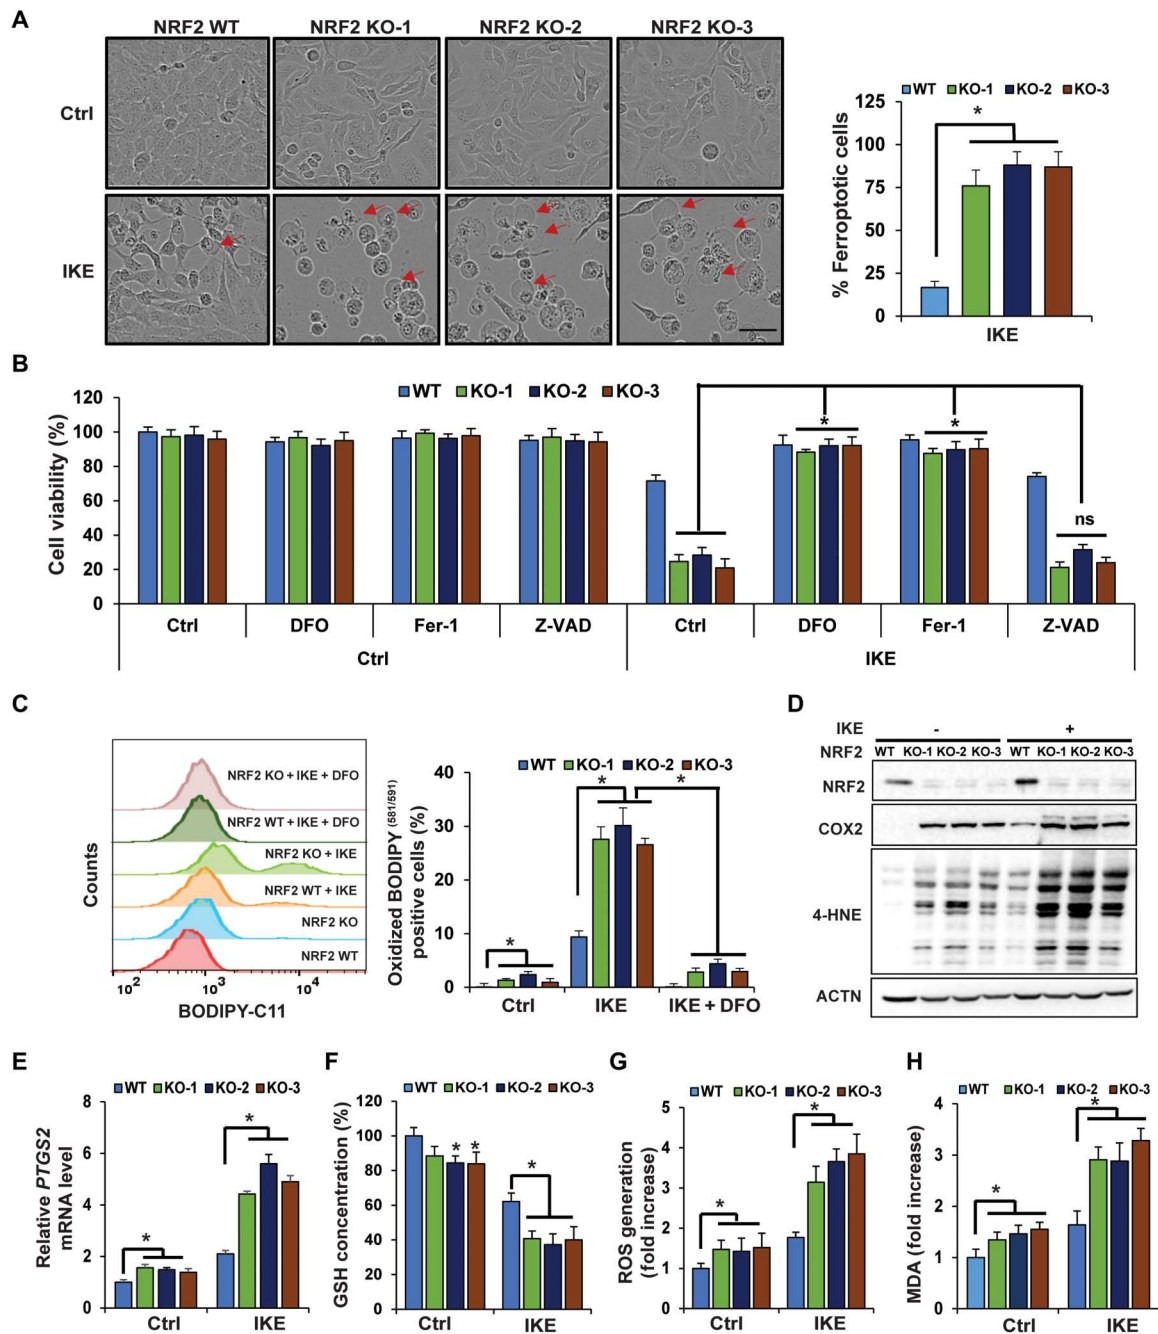 A
NRF2 WT NRF2 KO-1 NRF2 KO-2 NRF2 KO-3
Ctrl
IKE
WT KO-1 KO-2 KO-3
% Ferroptotic cells
125
100
75
50
25
0
*
IKE
B
WT KO-1 KO-2 KO-3
Cell viability (%)
120
100
80
60
40
20
0
* * ns
Ctrl DFO Fer-1 Z-VAD Ctrl DFO Fer-1 Z-VAD
Ctrl IKE
C
NRF2 KO + IKE + DFO
NRF2 WT + IKE + DFO
NRF2 KO + IKE
NRF2 WT + IKE
NRF2 KO
NRF2 WT
Counts
10² 10³ 10⁴
BODIPY-C11
WT KO-1 KO-2 KO-3
Oxidized BODIPY (581/591)
positive cells (%)
40
30
20
10
0
* * *
Ctrl IKE IKE + DFO
D
IKE - +
NRF2 WT KO-1 KO-2 KO-3 WT KO-1 KO-2 KO-3
NRF2
COX2
4-HNE
ACTN
E
WT KO-1 KO-2 KO-3
Relative PTGS2
mRNA level
8
6
4
2
0
* *
Ctrl IKE
F
WT KO-1 KO-2 KO-3
GSH concentration (%)
120
100
80
60
40
20
0
* * *
Ctrl IKE
G
WT KO-1 KO-2 KO-3
ROS generation
(fold increase)
5
4
3
2
1
0
* *
Ctrl IKE
H
WT KO-1 KO-2 KO-3
MDA (fold increase)
4
3
2
1
0
* *
Ctrl IKE